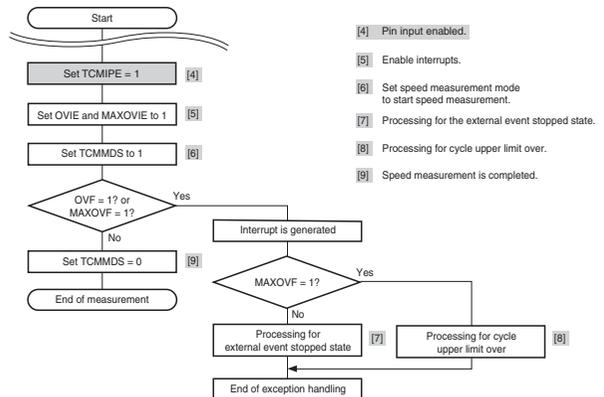 Start
Set TCMIPE = 1
[4]
Set OVIE and MAXOVIE to 1
[5]
Set TCMMDS to 1
[6]
OVF = 1? or
MAXOVF = 1?
Yes
No
Set TCMMDS = 0
[9]
End of measurement
Interrupt is generated
MAXOVF = 1?
Yes
No
Processing for
external event stopped state
[7]
Processing for cycle
upper limit over
[8]
End of exception handling
[4] Pin input enabled.
[5] Enable interrupts.
[6] Set speed measurement mode
to start speed measurement.
[7] Processing for the external event stopped state.
[8] Processing for cycle upper limit over.
[9] Speed measurement is completed.